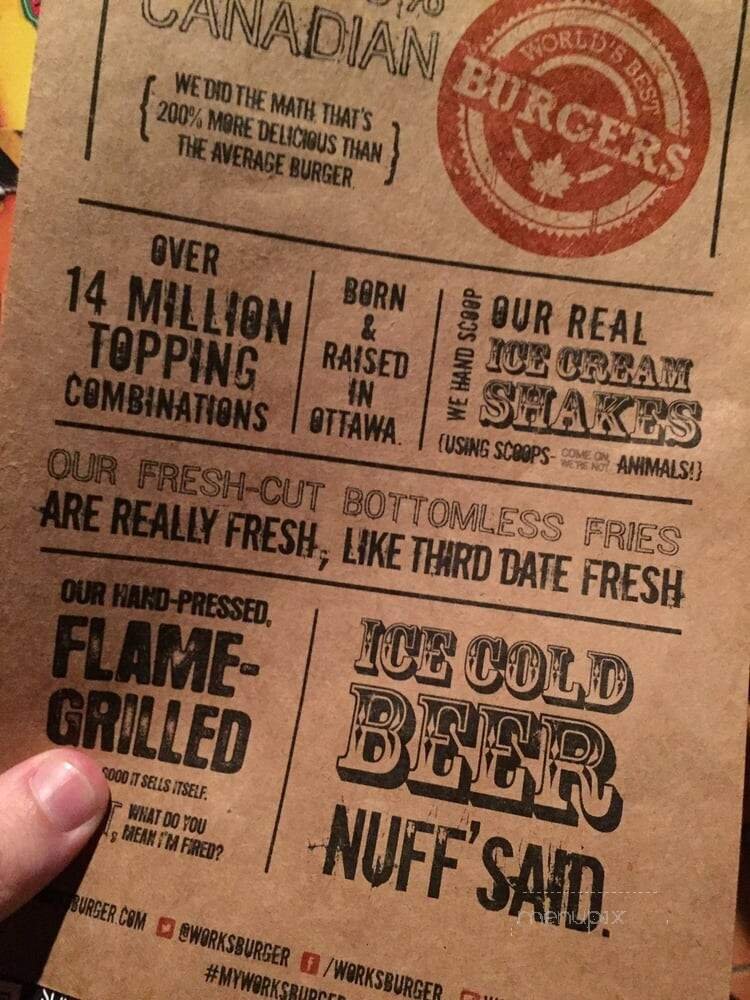 CANADIAN
WE DID THE MATH THAT'S
200% MORE DELICIOUS THAN
THE AVERAGE BURGER
WORLD'S BEST
BURGERS
OVER
14 MILLION
TOPPING
COMBINATIONS
BORN
&
RAISED
IN
OTTAWA.
WE HAND SCOOP
OUR REAL
ICE CREAM
SHAKES
(USING SCOOPS- COME ON, WE'RE NOT ANIMALS!)
OUR FRESH-CUT BOTTOMLESS FRIES
ARE REALLY FRESH, LIKE THIRD DATE FRESH
OUR HAND-PRESSED,
FLAME-
GRILLED
GOOD IT SELLS ITSELF.
WHAT DO YOU
MEAN I'M FIRED?
ICE COLD
BEER
NUFF' SAID.
BURGER.COM @WORKSBURGER /WORKSBURGER
#MYWORKSBURGER
menupix